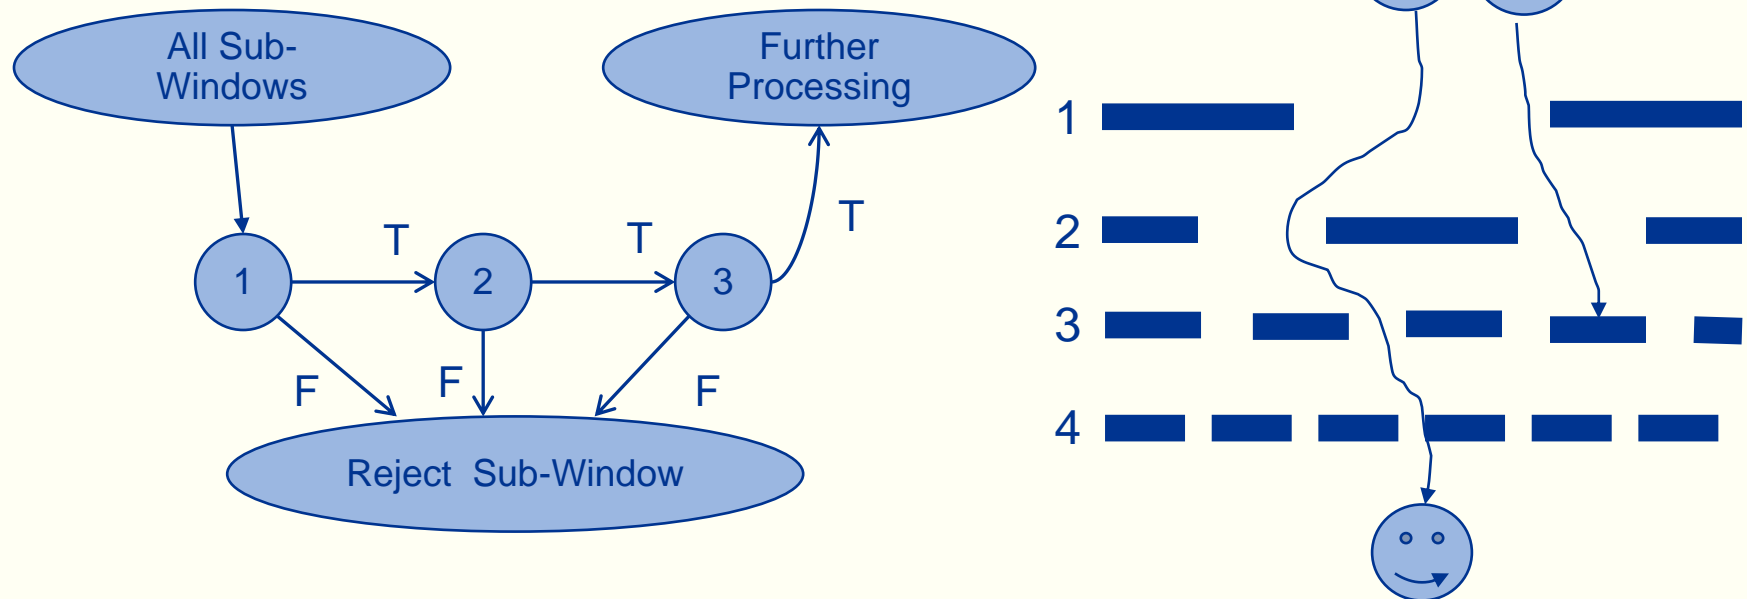 All Sub-
Windows
Further
Processing
1
T
2
T
3
T
F
F
F
Reject Sub-Window
1
2
3
4